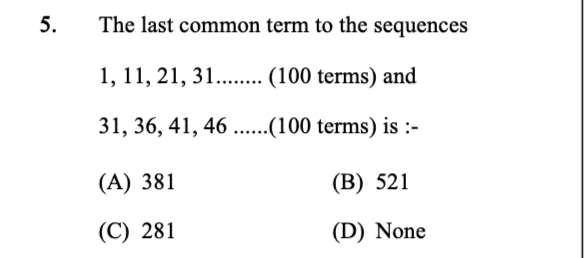 5. The last common term to the sequences
1, 11, 21, 31........ (100 terms) and
31, 36, 41, 46 ......(100 terms) is :-
(A) 381 (B) 521
(C) 281 (D) None